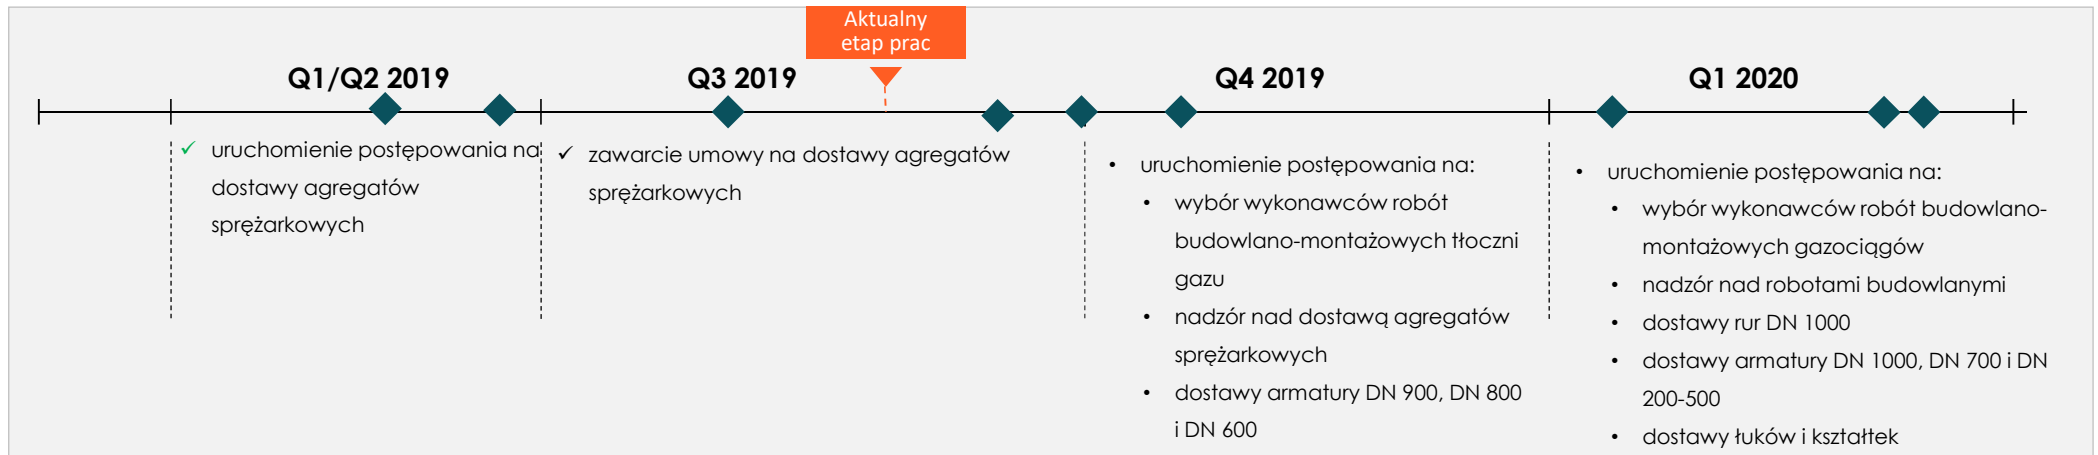 Aktualny
etap prac
Q1/Q2 2019
Q3 2019
Q4 2019
Q1 2020
✓ uruchomienie postępowania na
dostawy agregatów
sprężarkowych
✓ zawarcie umowy na dostawy agregatów
sprężarkowych
• uruchomienie postępowania na:
• wybór wykonawców robót
budowlano-montażowych tłoczni
gazu
• nadzór nad dostawą agregatów
sprężarkowych
• dostawy armatury DN 900, DN 800
i DN 600
• uruchomienie postępowania na:
• wybór wykonawców robót budowlano-
montażowych gazociągów
• nadzór nad robotami budowlanymi
• dostawy rur DN 1000
• dostawy armatury DN 1000, DN 700 i DN
200-500
• dostawy łuków i kształtek